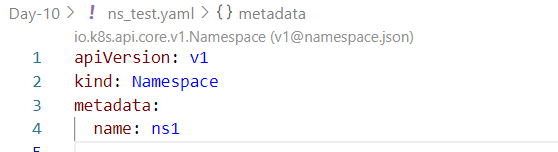 Day-10 > ! ns_test.yaml > {} metadata
io.k8s.api.core.v1.Namespace (v1@namespace.json)
1 apiVersion: v1
2 kind: Namespace
3 metadata:
4   name: ns1
5